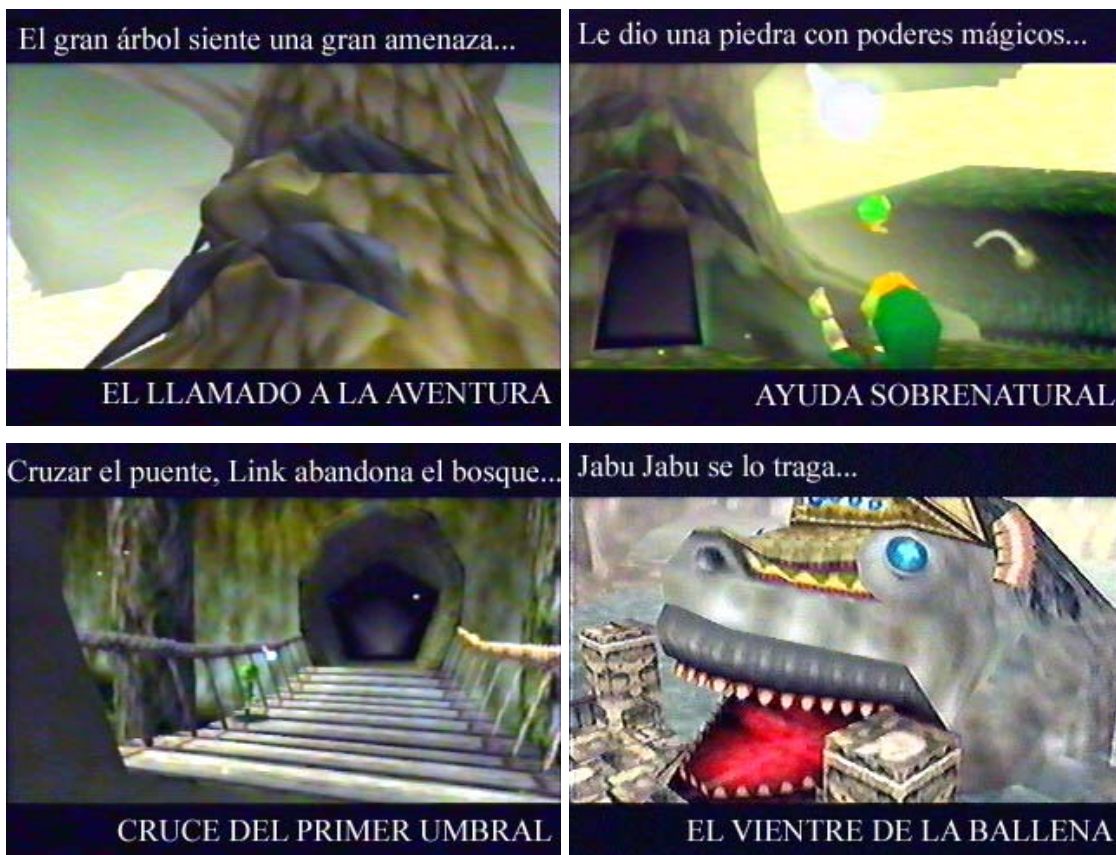 El gran árbol siente una gran amenaza...
EL LLAMADO A LA AVENTURA
Le dio una piedra con poderes mágicos...
AYUDA SOBRENATURAL
Cruzar el puente, Link abandona el bosque...
CRUCE DEL PRIMER UMBRAL
Jabu Jabu se lo traga...
EL VIENTRE DE LA BALLENA